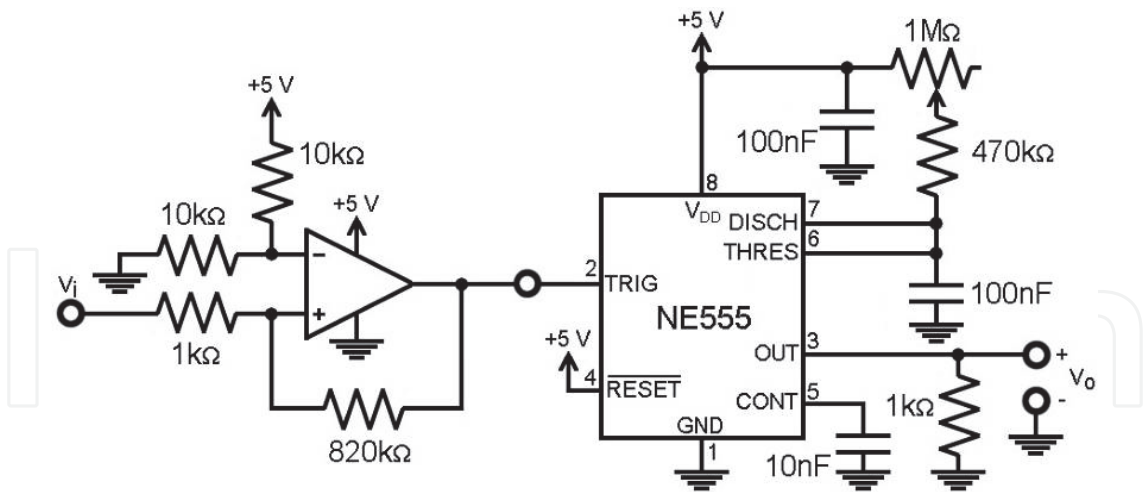 +5 V
1MΩ
+5 V
10kΩ
100nF
470kΩ
8
+5 V
VDD
DISCH
7
10kΩ
THRES
6
−
2
TRIG
100nF
Vi
+
1kΩ
NE555
+5 V
OUT
3
+
Vo
-
4
RESET
CONT
5
1kΩ
820kΩ
GND
1
10nF